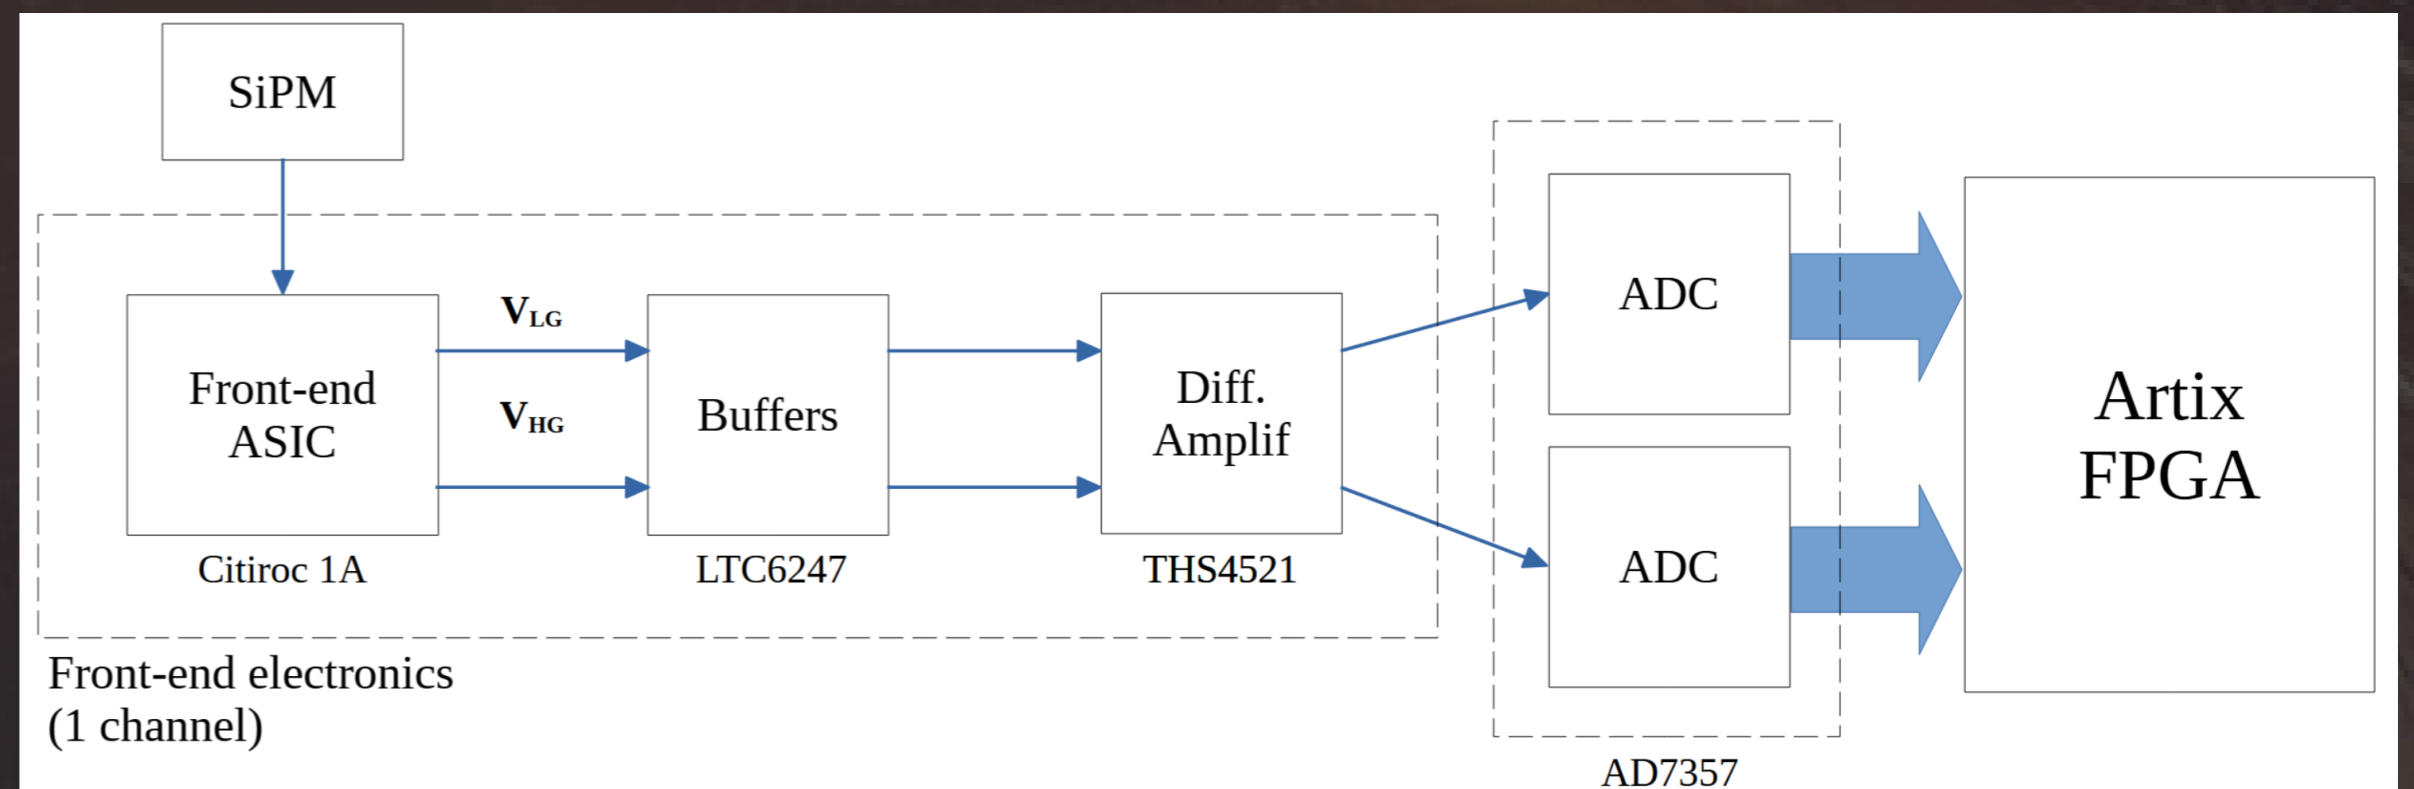 SiPM
Front-end
ASIC
Citiroc 1A
VLG
VHG
Buffers
LTC6247
Diff.
Amplif
THS4521
ADC
ADC
AD7357
Artix
FPGA
Front-end electronics
(1 channel)